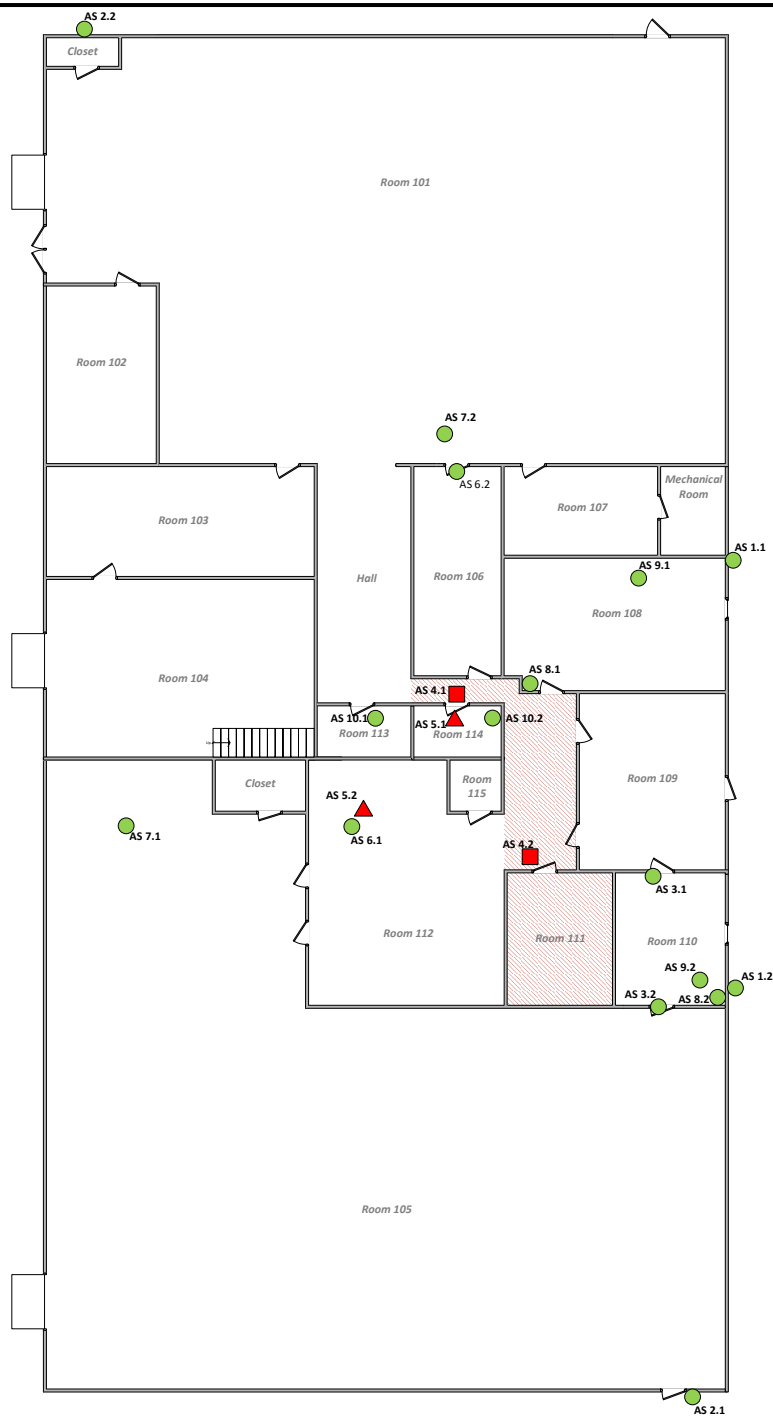 AS 2.2
Closet
Room 101
Room 102
AS 7.2
AS 6.2
Mechanical
Room
Room 107
Room 103
AS 1.1
AS 9.1
Hall
Room 106
Room 108
Room 104
AS 4.1
AS 8.1
AS 10.1
AS 5.1
AS 10.2
Room 113
Room 114
Closet
Room
115
Room 109
AS 5.2
AS 7.1
AS 6.1
AS 4.2
AS 3.1
Room 112
Room 111
Room 110
AS 9.2
AS 1.2
AS 3.2
AS 8.2
Room 105
AS 2.1